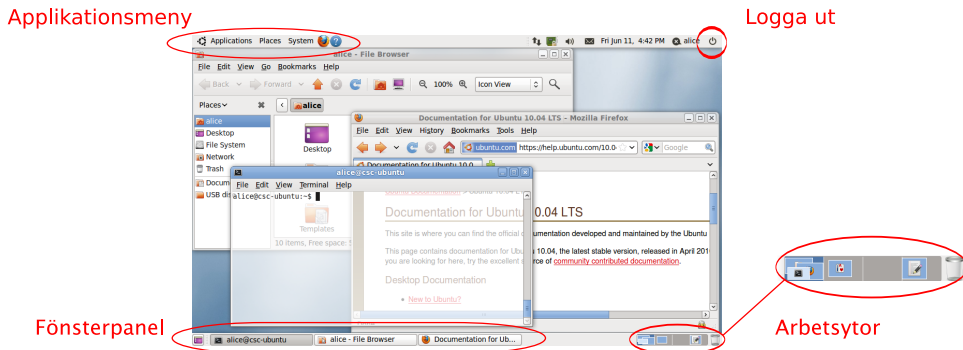 Applikationsmeny
Logga ut
Applications Places System
Fri Jun 11, 4:42 PM alice
alice - File Browser
File Edit View Go Bookmarks Help
Back Forward 100% Icon View
Places alice
alice
Desktop
File System
Network
Trash
Docum
USB dis
Desktop
Templates
10 items, Free space: 5
Documentation for Ubuntu 10.04 LTS - Mozilla Firefox
File Edit View History Bookmarks Tools Help
ubuntu.com https://help.ubuntu.com/10.0 Google
Documentation for Ubuntu 10.0
alice@csc-ubuntu
File Edit View Terminal Help
alice@csc-ubuntu:~$
Documentation for Ubuntu 10.04 LTS
This site is where you can find the official documentation developed and maintained by the Ubuntu
This page contains documentation for Ubuntu 10.04, the latest stable version, released in April 201
you are looking for here, try the excellent source of community contributed documentation.
Desktop Documentation
New to Ubuntu?
Fönsterpanel
Arbetsytor
alice@csc-ubuntu
alice - File Browser
Documentation for Ub...